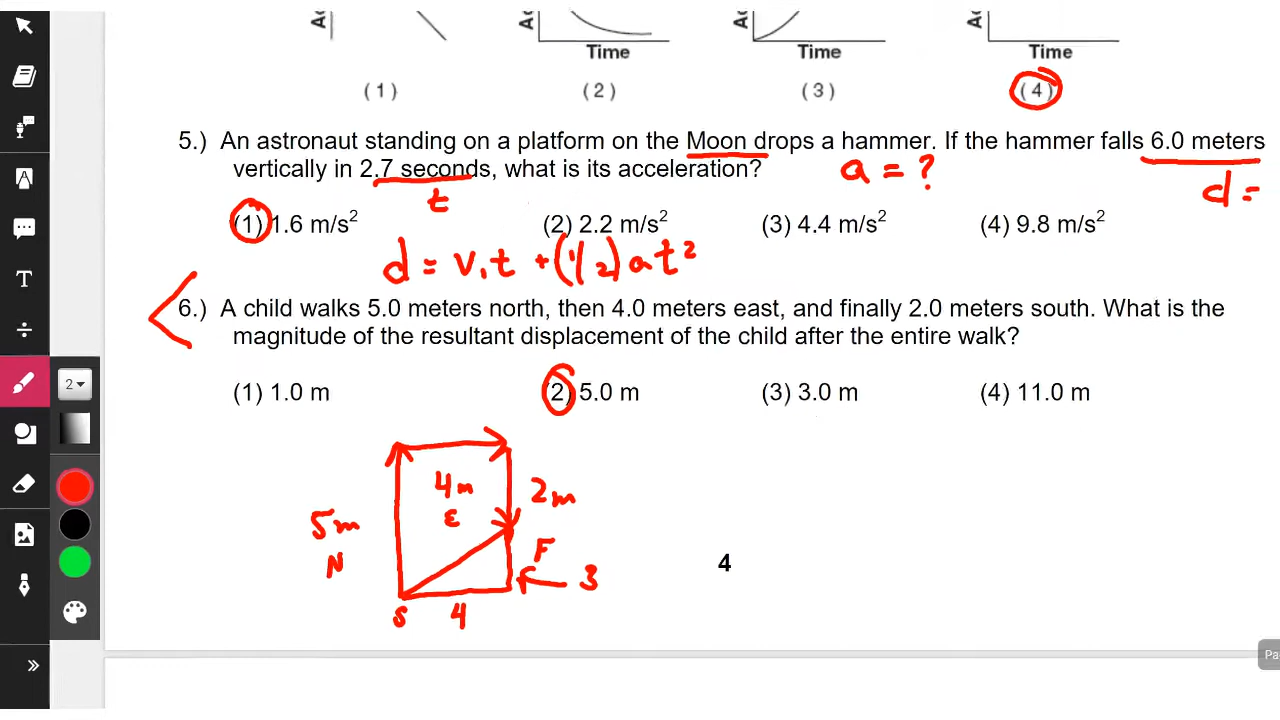 Time Time Time
(1) (2) (3) (4)
5.) An astronaut standing on a platform on the Moon drops a hammer. If the hammer falls 6.0 meters
vertically in 2.7 seconds, what is its acceleration?
a = ?
d =
t
(1) 1.6 m/s² (2) 2.2 m/s² (3) 4.4 m/s² (4) 9.8 m/s²
d = v₁t + (1/2) a t²
6.) A child walks 5.0 meters north, then 4.0 meters east, and finally 2.0 meters south. What is the
magnitude of the resultant displacement of the child after the entire walk?
(1) 1.0 m (2) 5.0 m (3) 3.0 m (4) 11.0 m
4m
E
2m
5m
N
F
3
S
4
4
2
T